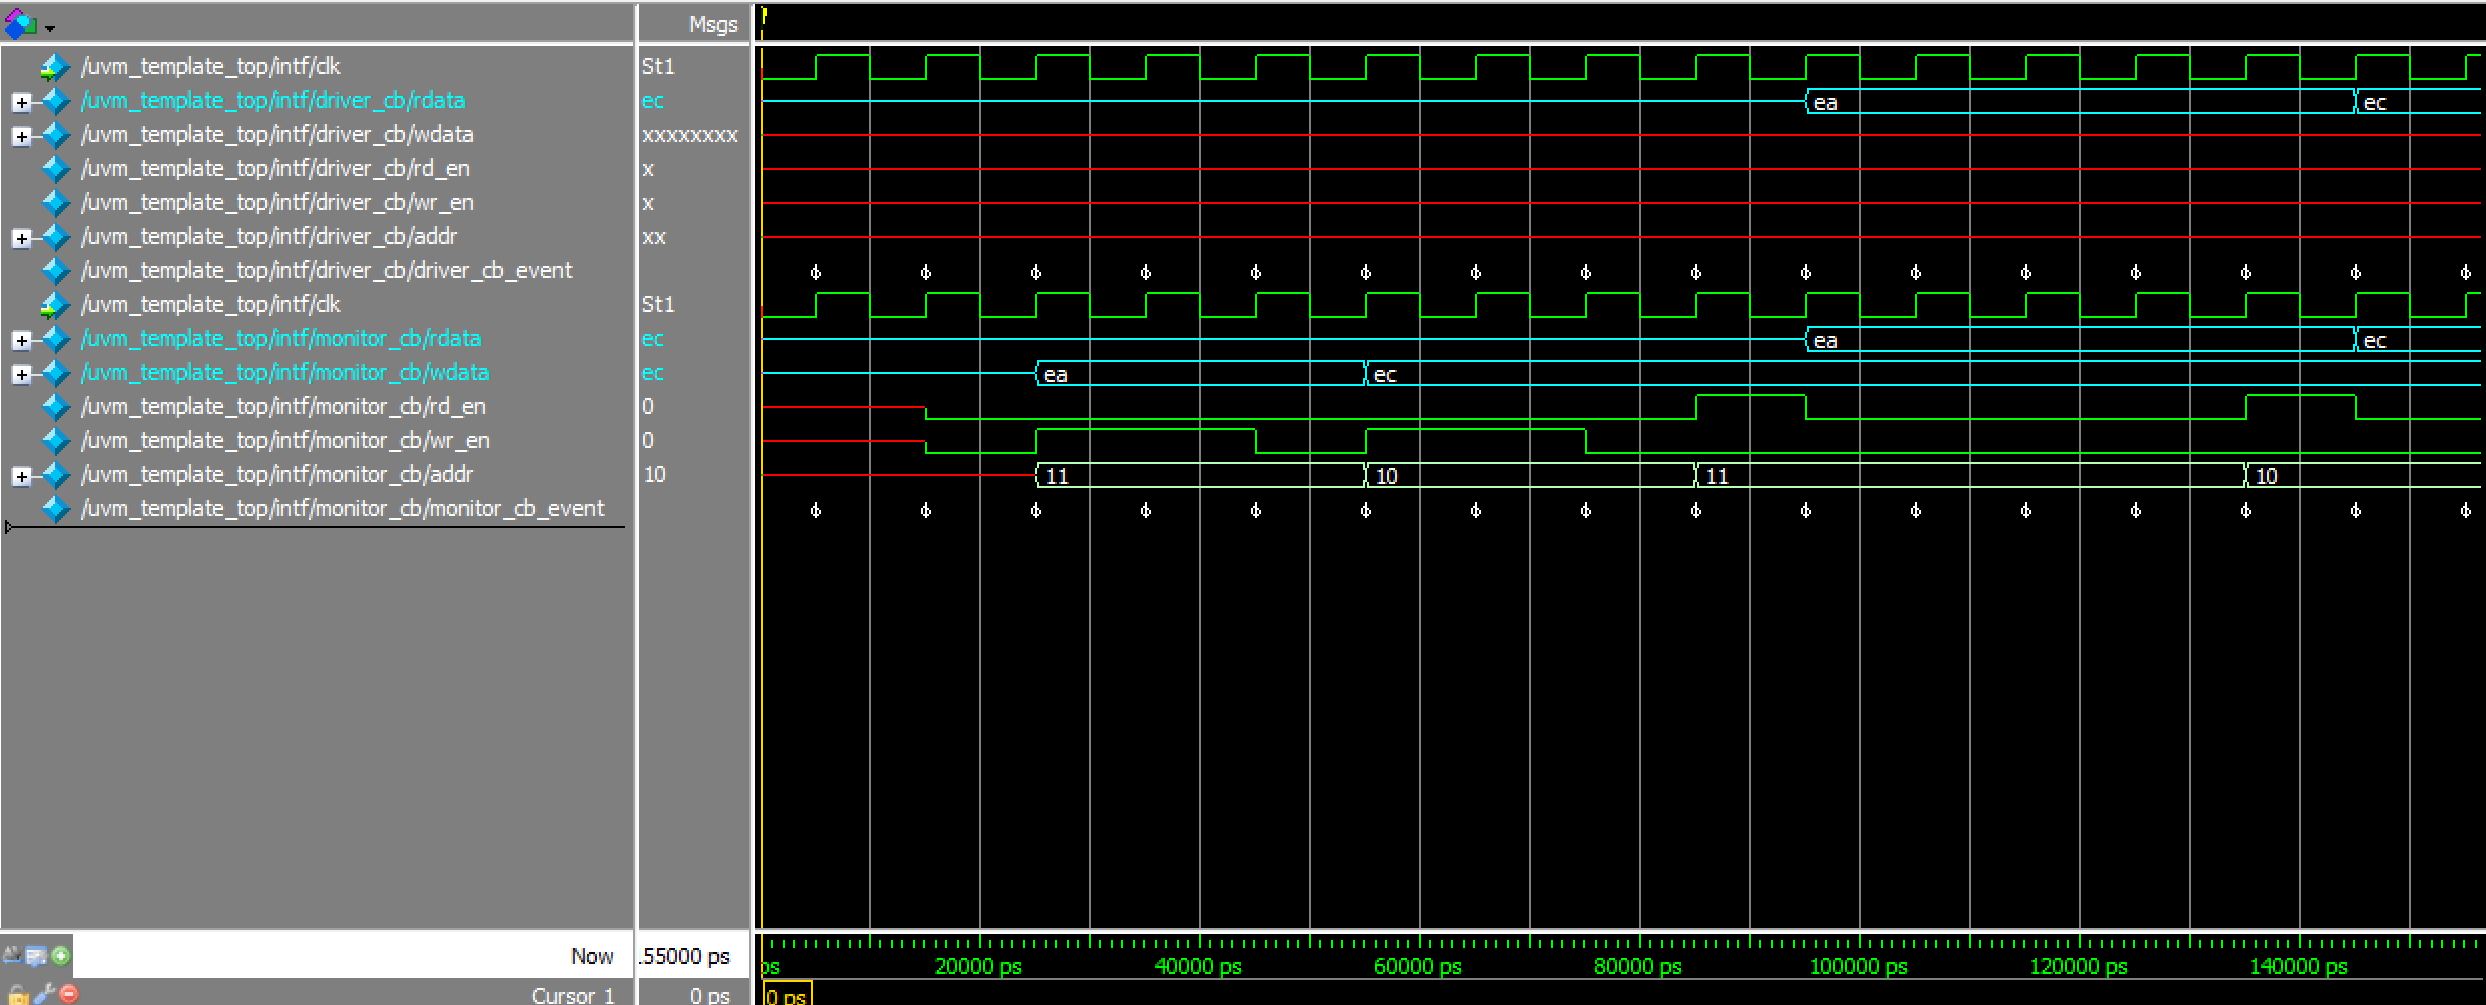 Msgs
/uvm_template_top/intf/clk St1
/uvm_template_top/intf/driver_cb/rdata ec ea ec
/uvm_template_top/intf/driver_cb/wdata xxxxxxxx
/uvm_template_top/intf/driver_cb/rd_en x
/uvm_template_top/intf/driver_cb/wr_en x
/uvm_template_top/intf/driver_cb/addr xx
/uvm_template_top/intf/driver_cb/driver_cb_event
/uvm_template_top/intf/clk St1
/uvm_template_top/intf/monitor_cb/rdata ec ea ec
/uvm_template_top/intf/monitor_cb/wdata ec ea ec
/uvm_template_top/intf/monitor_cb/rd_en 0
/uvm_template_top/intf/monitor_cb/wr_en 0
/uvm_template_top/intf/monitor_cb/addr 10 11 10 11 10
/uvm_template_top/intf/monitor_cb/monitor_cb_event
Now .55000 ps ps 20000 ps 40000 ps 60000 ps 80000 ps 100000 ps 120000 ps 140000 ps
Cursor 1 0 ps 0 ps